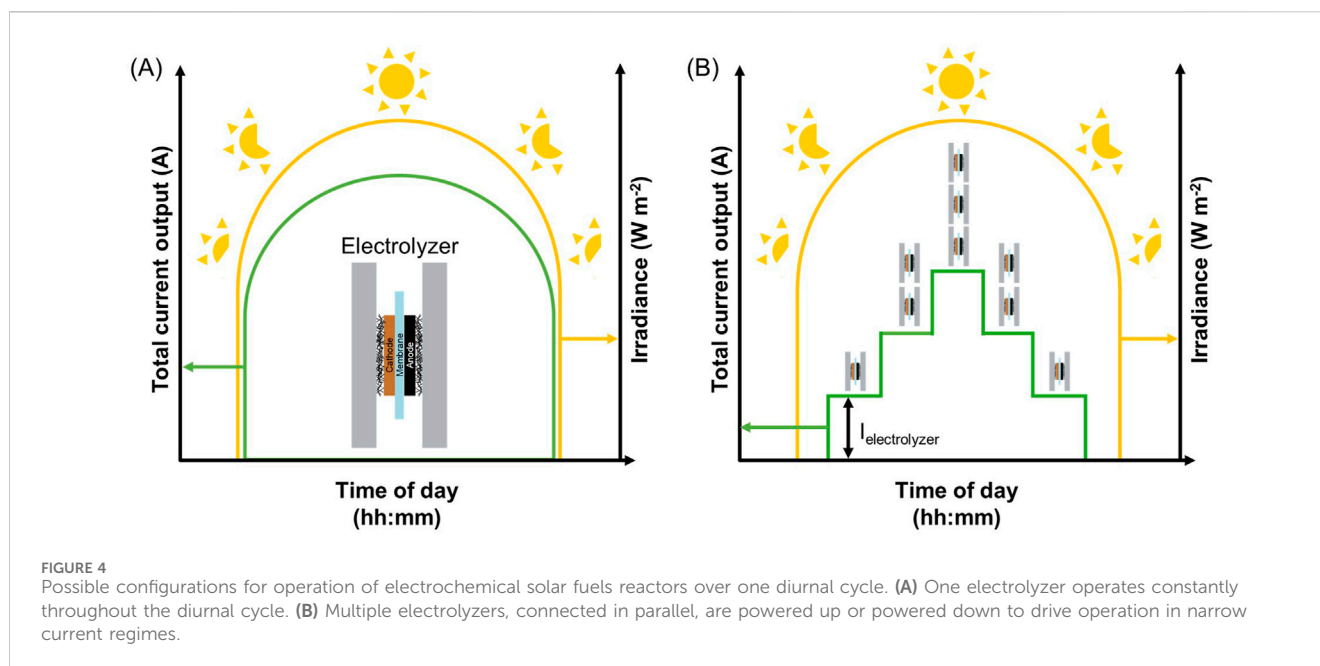 (A)
Total current output (A)
Electrolyzer
Cathode
Membrane
Anode
Irradiance (W m-2)
Time of day
(hh:mm)
(B)
Total current output (A)
Ielectrolyzer
Irradiance (W m-2)
Time of day
(hh:mm)
FIGURE 4
Possible configurations for operation of electrochemical solar fuels reactors over one diurnal cycle. (A) One electrolyzer operates constantly
throughout the diurnal cycle. (B) Multiple electrolyzers, connected in parallel, are powered up or powered down to drive operation in narrow
current regimes.